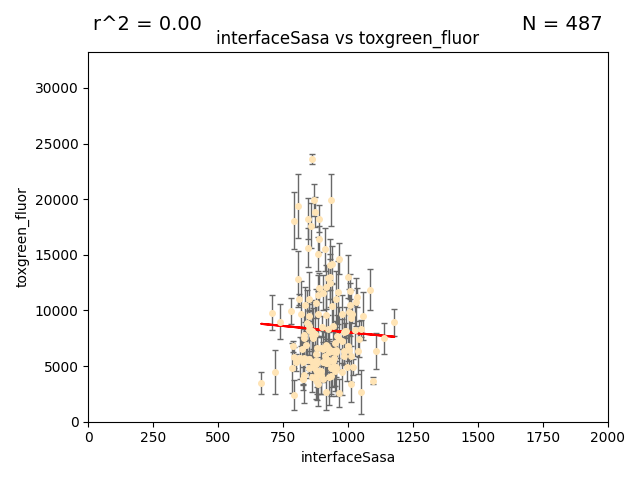 r^2 = 0.00
N = 487
interfaceSasa vs toxgreen_fluor
30000
25000
20000
15000
10000
5000
0
toxgreen_fluor
0 250 500 750 1000 1250 1500 1750 2000
interfaceSasa